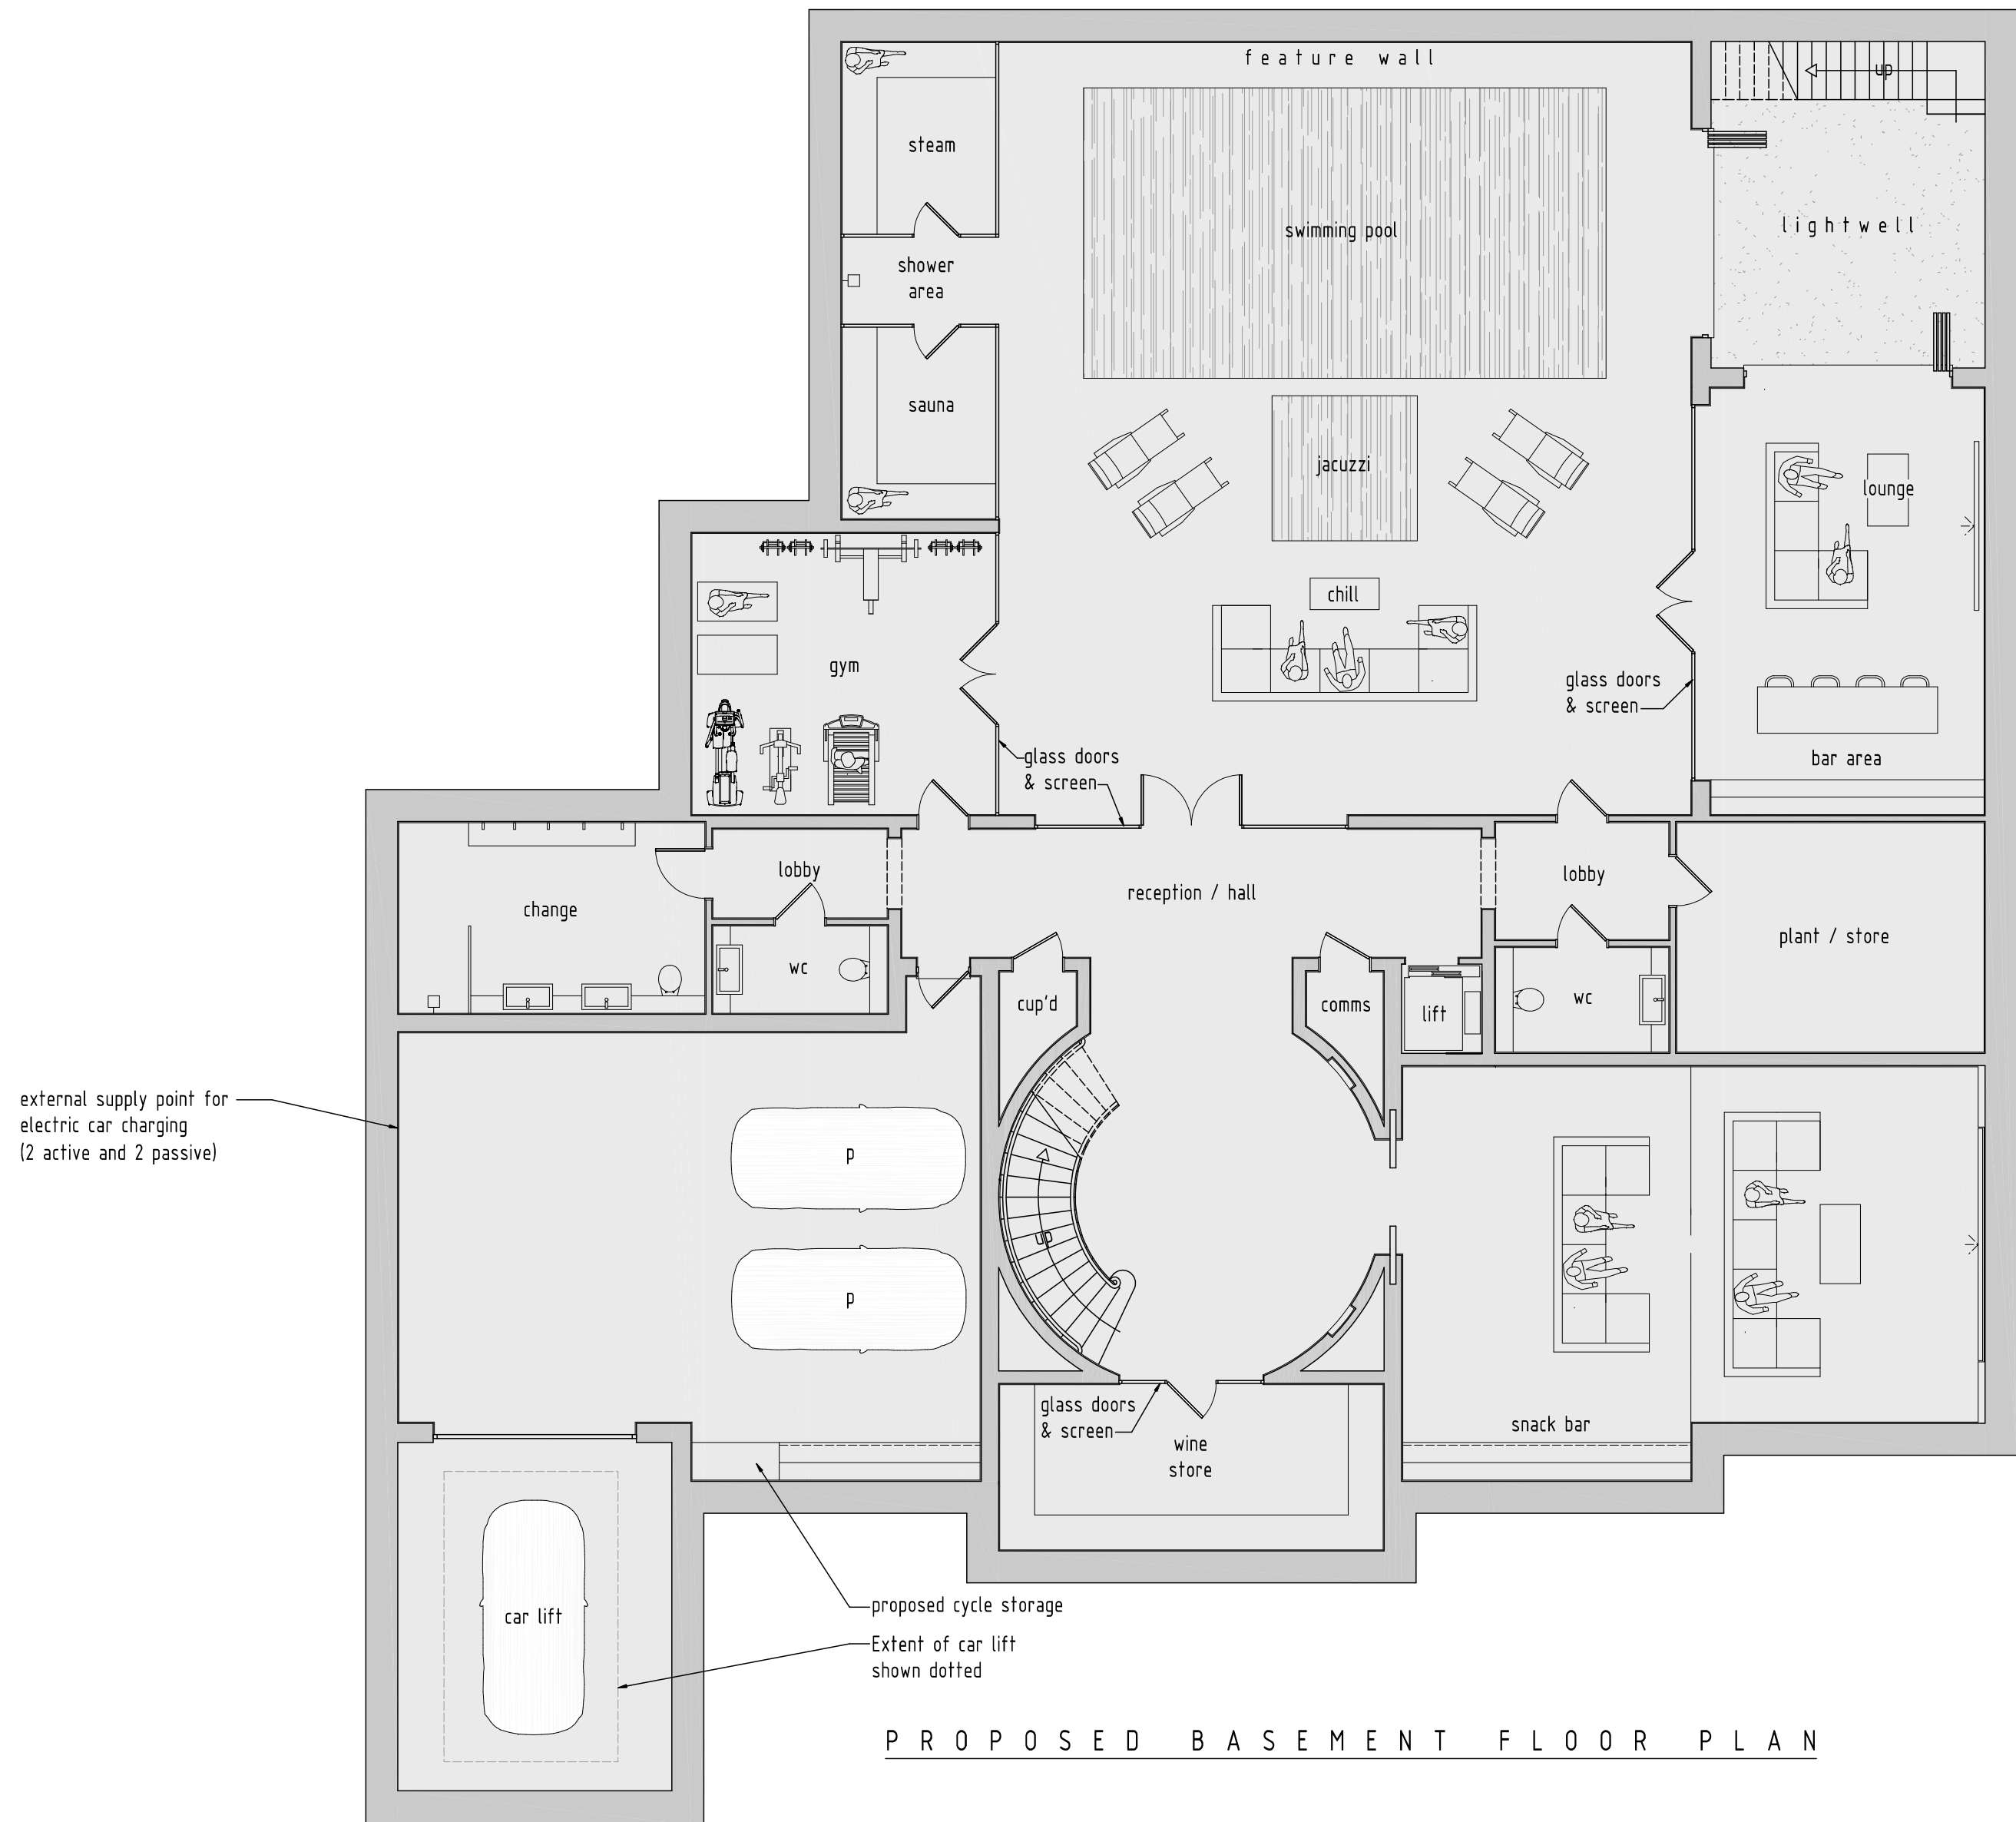 feature wall
up
steam
swimming pool
lightwell
shower
area
sauna
jacuzzi
lounge
chill
gym
glass doors
& screen
glass doors
& screen
bar area
lobby
reception / hall
lobby
change
plant / store
wc
cup'd
comms
lift
wc
external supply point for
electric car charging
(2 active and 2 passive)
p
up
p
glass doors
& screen
snack bar
wine
store
proposed cycle storage
car lift
Extent of car lift
shown dotted
PROPOSED BASEMENT FLOOR PLAN